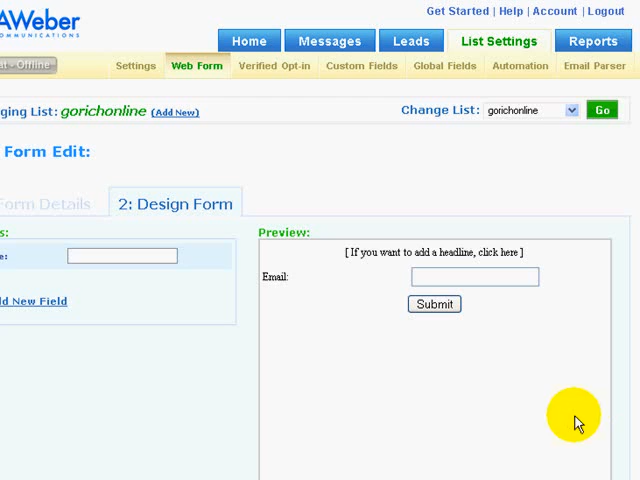 Get Started | Help | Account | Logout
AWeber
COMMUNICATIONS
Home Messages Leads List Settings Reports
at - Offline
Settings Web Form Verified Opt-in Custom Fields Global Fields Automation Email Parser
ging List: gorichonline (Add New) Change List: gorichonline Go
Form Edit:
Form Details 2: Design Form
s: Preview:
e: [ If you want to add a headline, click here ]
Email:
dd New Field Submit